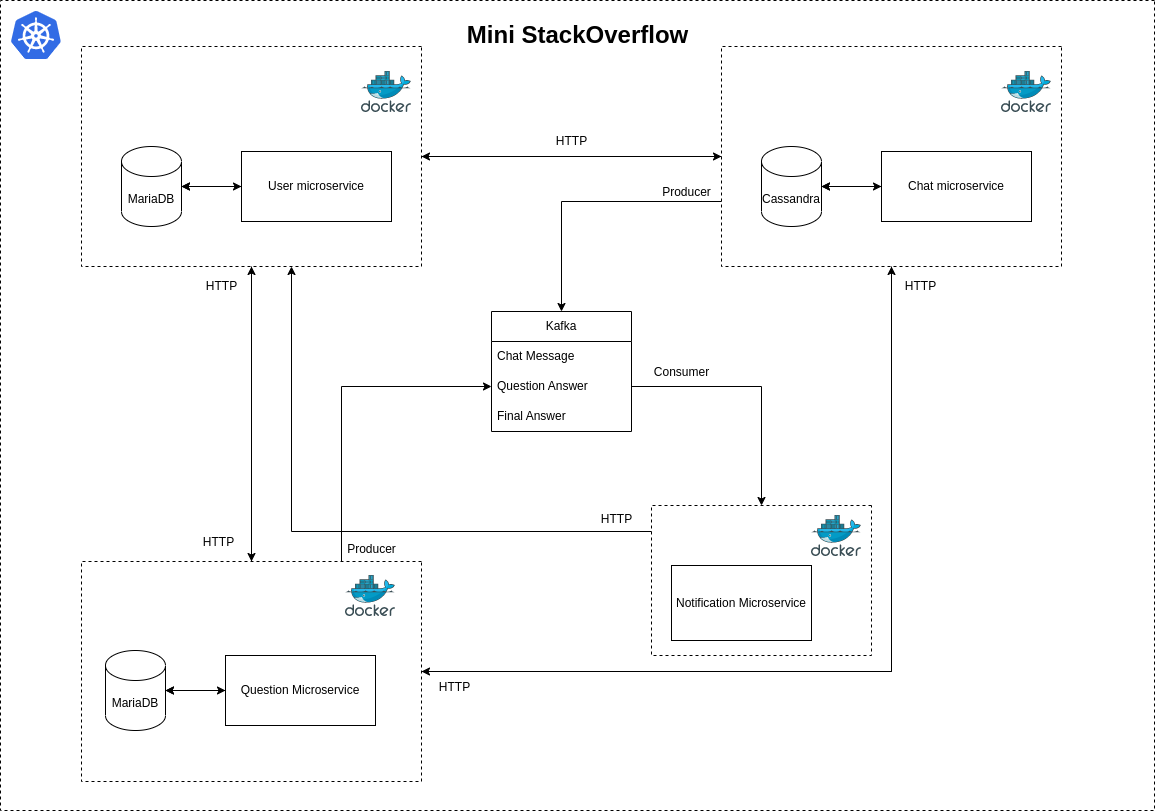 Mini StackOverflow
docker
docker
HTTP
MariaDB
User microservice
Producer
Cassandra
Chat microservice
HTTP
HTTP
Kafka
Chat Message
Question Answer
Final Answer
Consumer
HTTP
docker
HTTP
Producer
docker
Notification Microservice
MariaDB
Question Microservice
HTTP